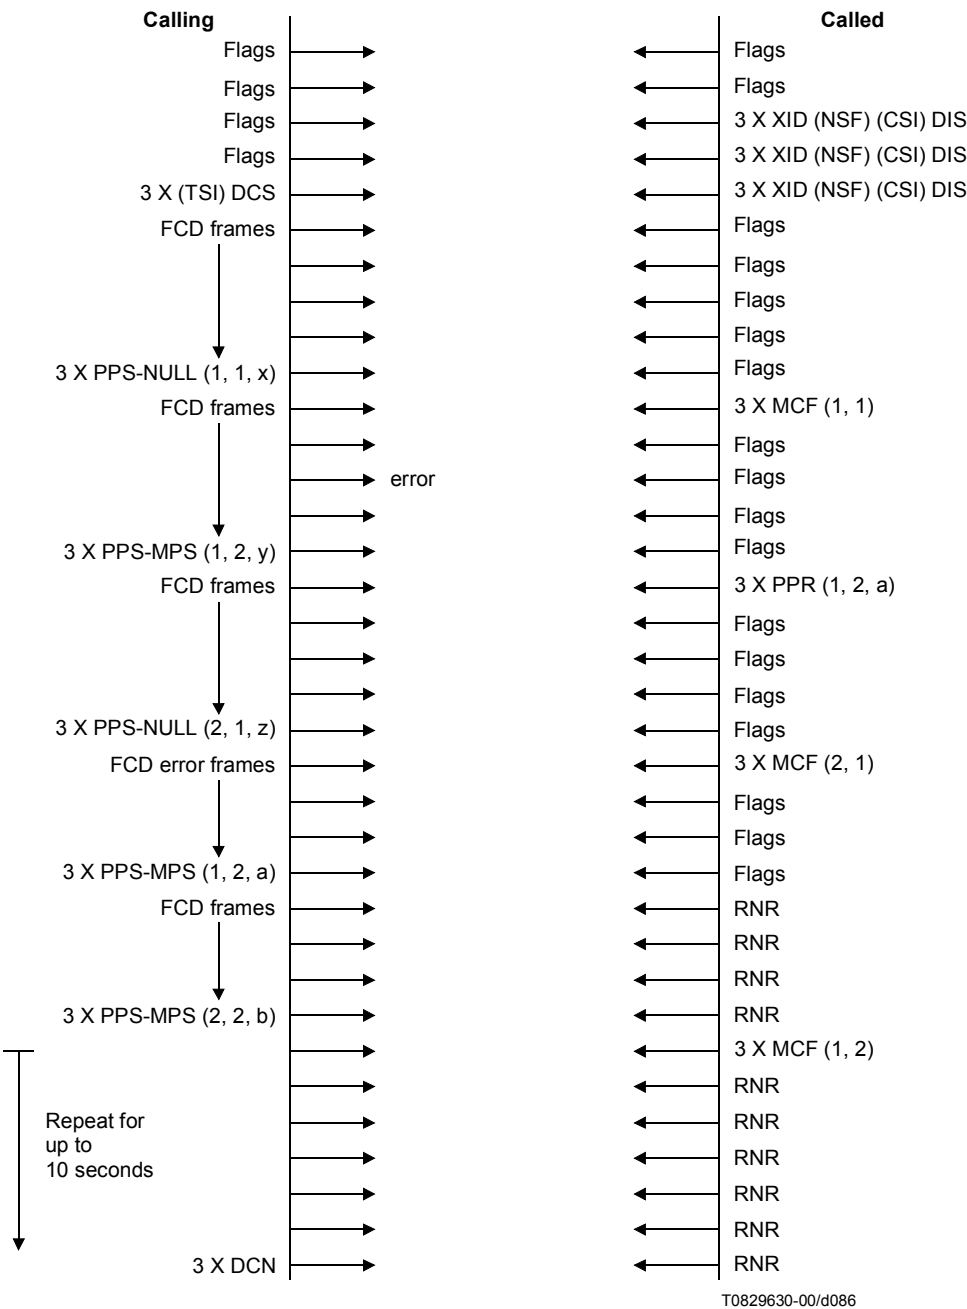 Calling Called
Flags Flags
Flags Flags
Flags 3 X XID (NSF) (CSI) DIS
Flags 3 X XID (NSF) (CSI) DIS
3 X (TSI) DCS 3 X XID (NSF) (CSI) DIS
FCD frames Flags
Flags
Flags
Flags
3 X PPS-NULL (1, 1, x) Flags
FCD frames 3 X MCF (1, 1)
Flags
error Flags
Flags
3 X PPS-MPS (1, 2, y) Flags
FCD frames 3 X PPR (1, 2, a)
Flags
Flags
Flags
3 X PPS-NULL (2, 1, z) Flags
FCD error frames 3 X MCF (2, 1)
Flags
Flags
3 X PPS-MPS (1, 2, a) Flags
FCD frames RNR
RNR
RNR
3 X PPS-MPS (2, 2, b) RNR
3 X MCF (1, 2)
RNR
Repeat for RNR
up to
10 seconds RNR
RNR
RNR
3 X DCN RNR
T0829630-00/d086